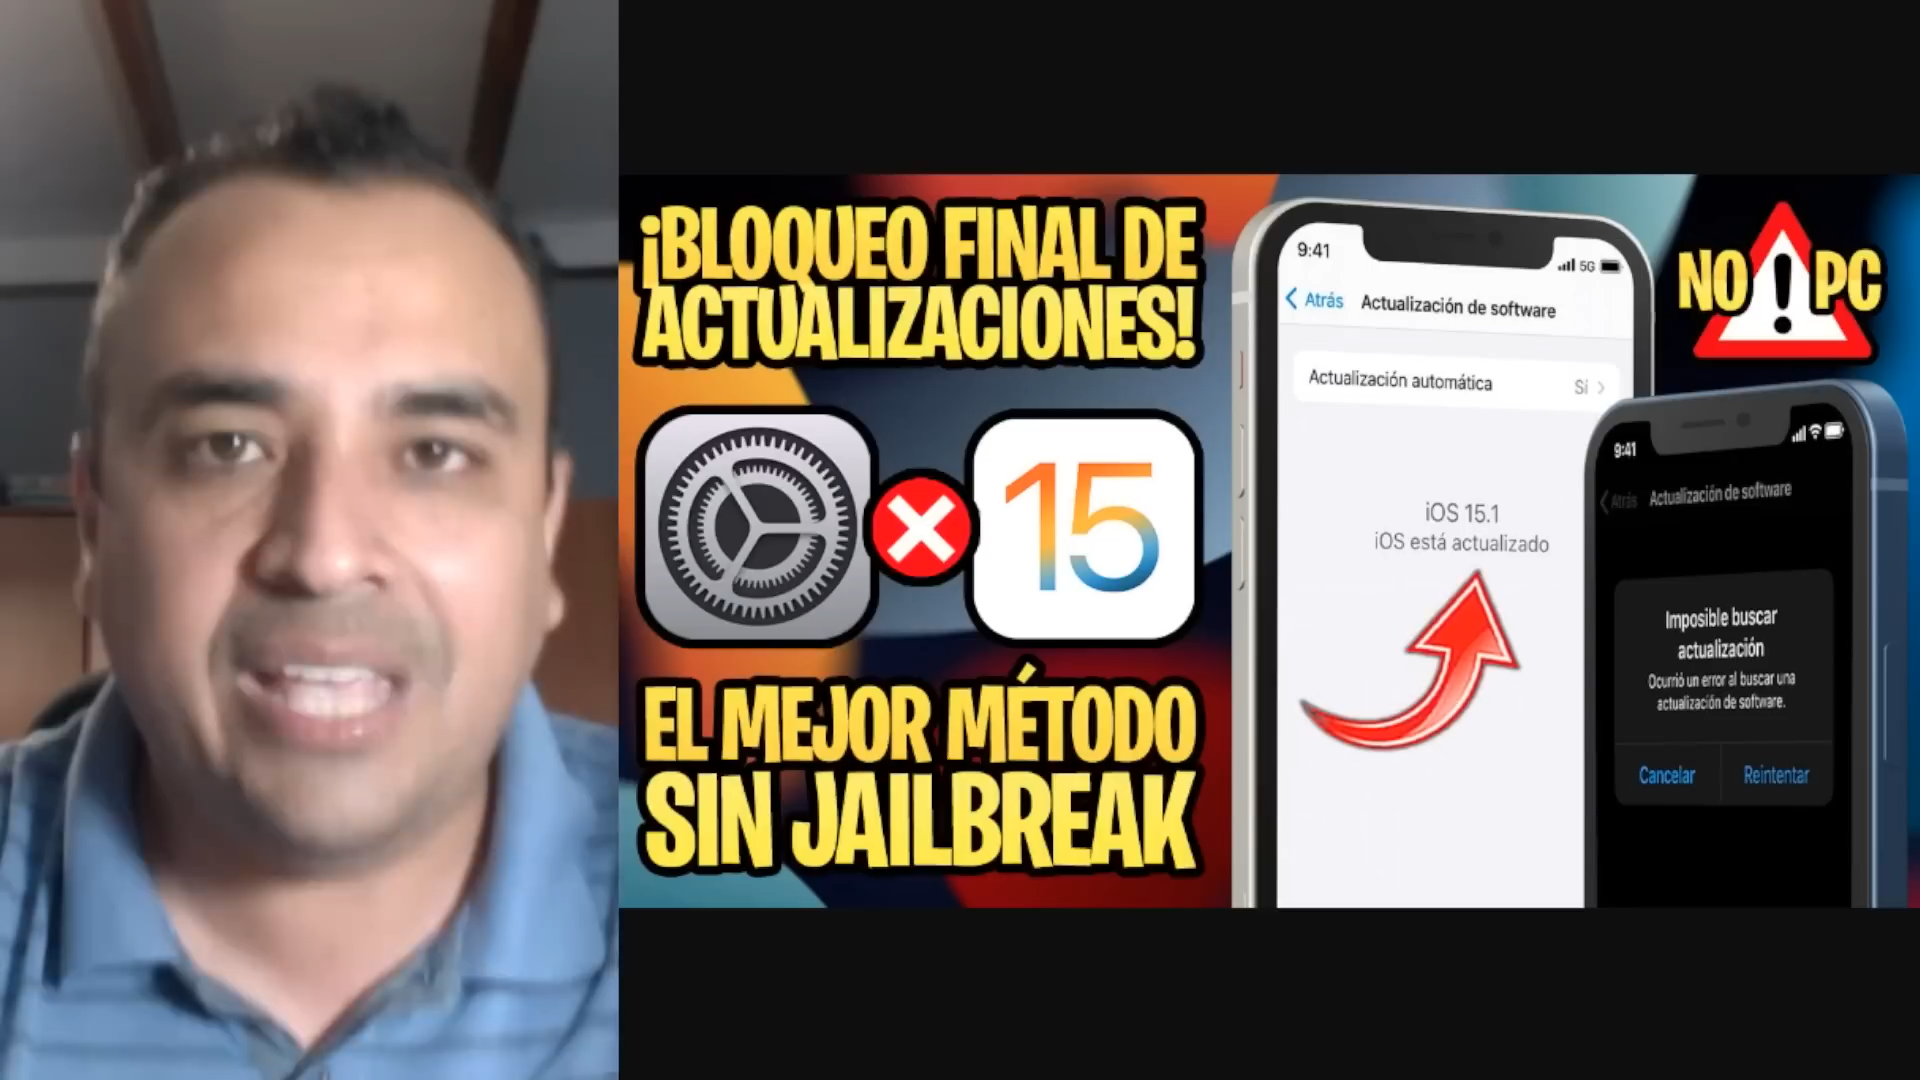 ¡BLOQUEO FINAL DE
ACTUALIZACIONES!
15
EL MEJOR MÉTODO
SIN JAILBREAK
9:41
5G
Atrás
Actualización de software
Actualización automática
Sí
iOS 15.1
iOS está actualizado
NO ! PC
9:41
Atrás
Actualización de software
Imposible buscar
actualización
Ocurrió un error al buscar una
actualización de software.
Cancelar
Reintentar